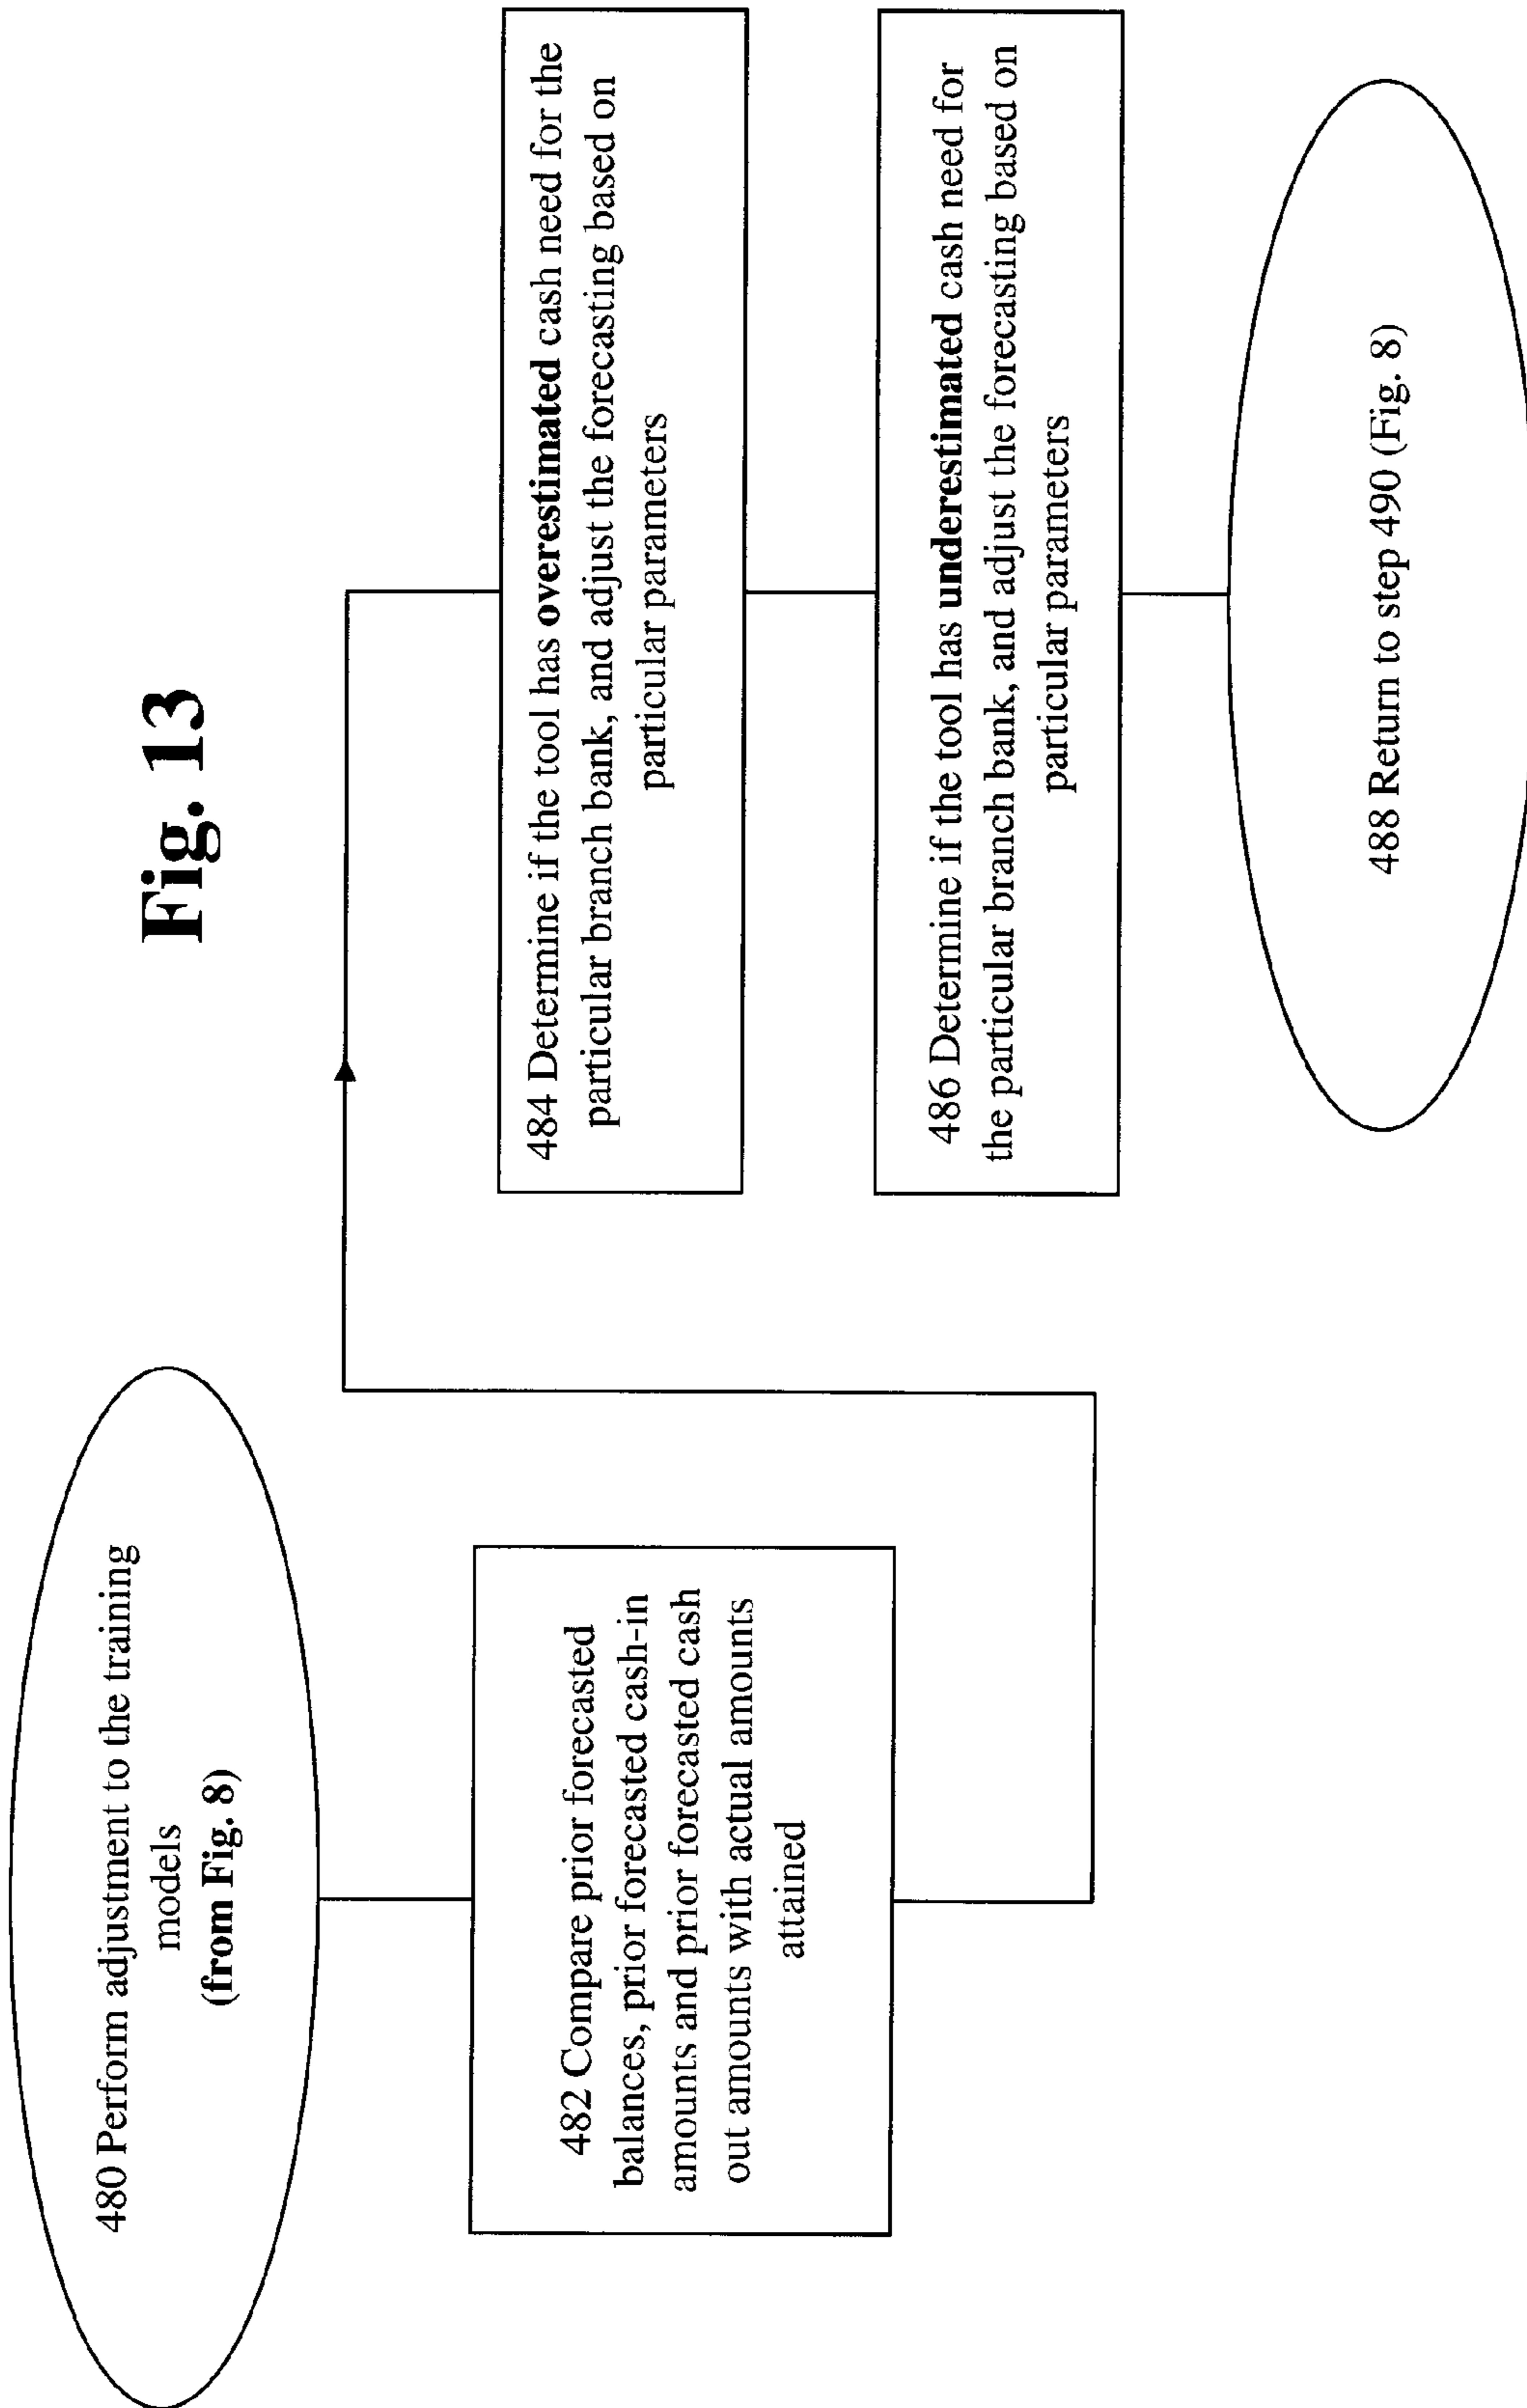 Fig. 13
480 Perform adjustment to the training
models
(from Fig. 8)
482 Compare prior forecasted
balances, prior forecasted cash-in
amounts and prior forecasted cash
out amounts with actual amounts
attained
484 Determine if the tool has overestimated cash need for the
particular branch bank, and adjust the forecasting based on
particular parameters
486 Determine if the tool has underestimated cash need for
the particular branch bank, and adjust the forecasting based on
particular parameters
488 Return to step 490 (Fig. 8)